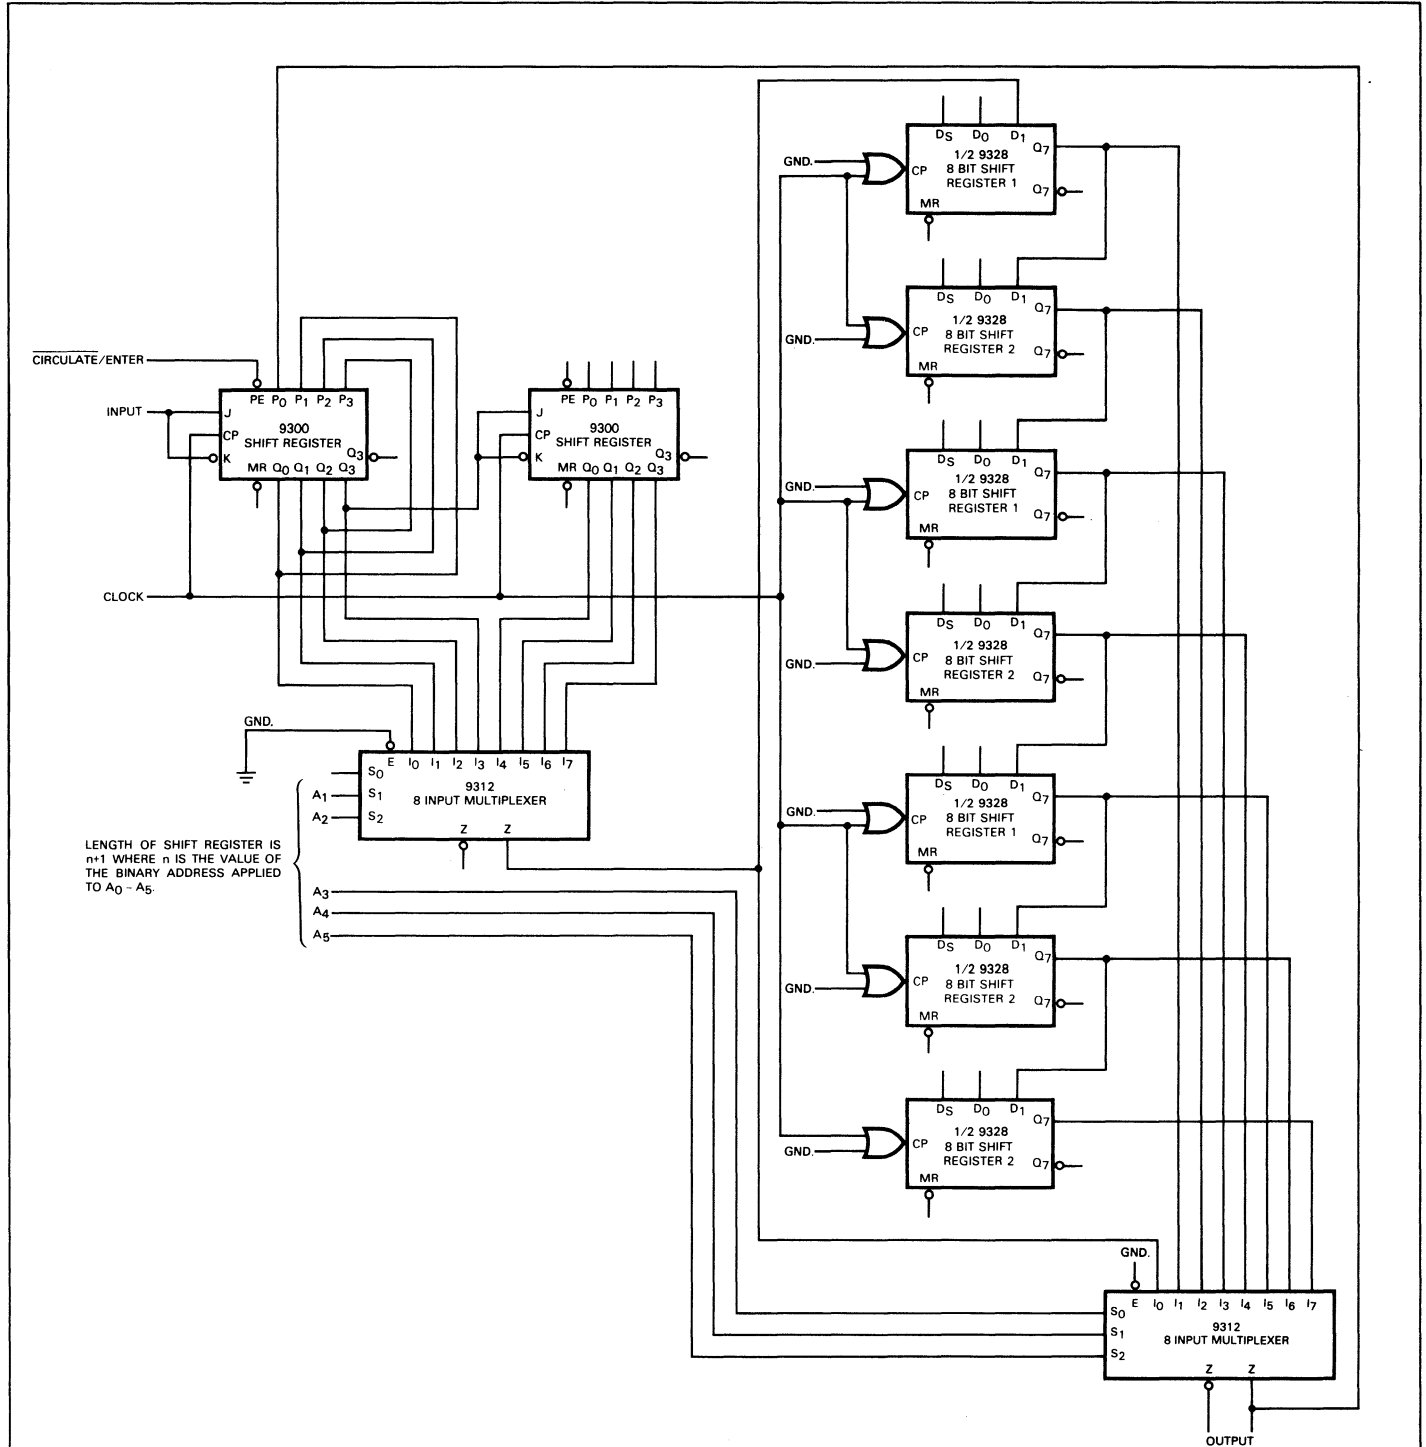 DS D0 D1
1/2 9328
8 BIT SHIFT
REGISTER 1
GND.
CP
MR
Q7
Q7
DS D0 D1
1/2 9328
8 BIT SHIFT
REGISTER 2
GND.
CP
MR
Q7
Q7
CIRCULATE/ENTER
INPUT
PE P0 P1 P2 P3
J
CP
K
9300
SHIFT REGISTER
Q3
MR Q0 Q1 Q2 Q3
PE P0 P1 P2 P3
J
CP
K
9300
SHIFT REGISTER
Q3
MR Q0 Q1 Q2 Q3
DS D0 D1
1/2 9328
8 BIT SHIFT
REGISTER 1
GND.
CP
MR
Q7
Q7
CLOCK
DS D0 D1
1/2 9328
8 BIT SHIFT
REGISTER 2
GND.
CP
MR
Q7
Q7
GND.
E I0 I1 I2 I3 I4 I5 I6 I7
S0
A1 S1
A2 S2
9312
8 INPUT MULTIPLEXER
Z Z
LENGTH OF SHIFT REGISTER IS
n+1 WHERE n IS THE VALUE OF
THE BINARY ADDRESS APPLIED
TO A0 - A5.
A3
A4
A5
DS D0 D1
1/2 9328
8 BIT SHIFT
REGISTER 1
GND.
CP
MR
Q7
Q7
DS D0 D1
1/2 9328
8 BIT SHIFT
REGISTER 2
GND.
CP
MR
Q7
Q7
DS D0 D1
1/2 9328
8 BIT SHIFT
REGISTER 2
GND.
CP
MR
Q7
Q7
GND.
E I0 I1 I2 I3 I4 I5 I6 I7
S0
S1
S2
9312
8 INPUT MULTIPLEXER
Z Z
OUTPUT